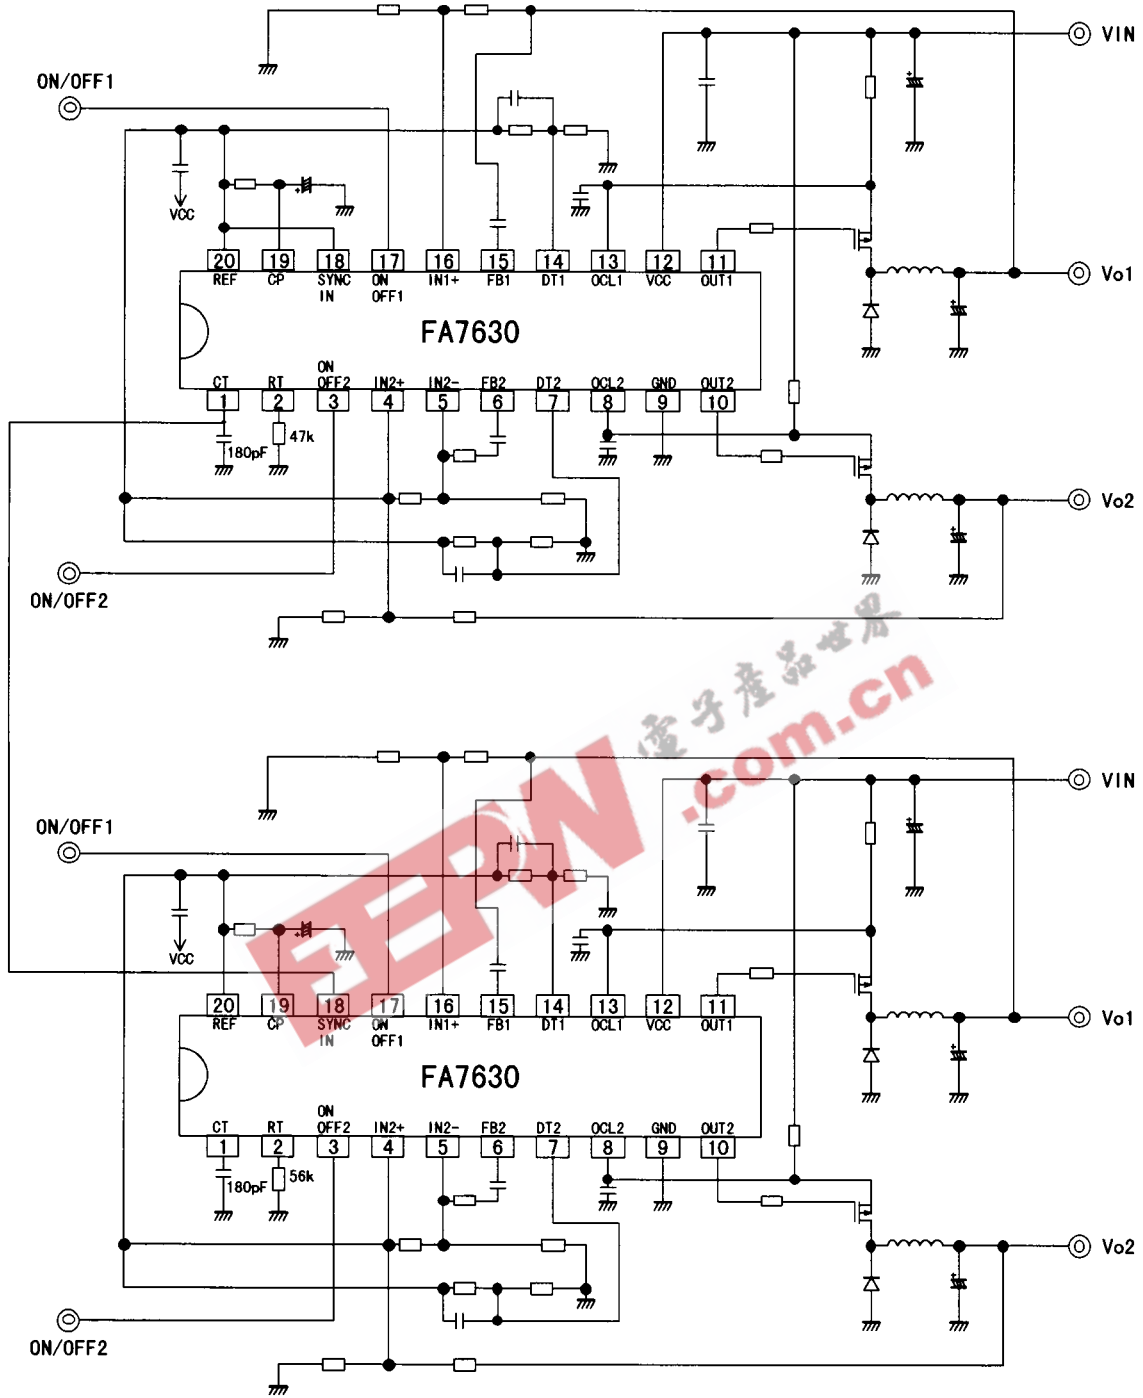 VIN
ON/OFF1
VCC
20 19 18 17 16 15 14 13 12 11
REF CP SYNC IN ON OFF1 IN1+ FB1 DT1 OCL1 VCC OUT1
Vo1
FA7630
CT RT ON OFF2 IN2+ IN2- FB2 DT2 OCL2 GND OUT2
1 2 3 4 5 6 7 8 9 10
180pF 47k
Vo2
ON/OFF2
電子產品世界
EEPW.com.cn
VIN
ON/OFF1
VCC
20 19 18 17 16 15 14 13 12 11
REF CP SYNC IN ON OFF1 IN1+ FB1 DT1 OCL1 VCC OUT1
Vo1
FA7630
CT RT ON OFF2 IN2+ IN2- FB2 DT2 OCL2 GND OUT2
1 2 3 4 5 6 7 8 9 10
180pF 56k
Vo2
ON/OFF2